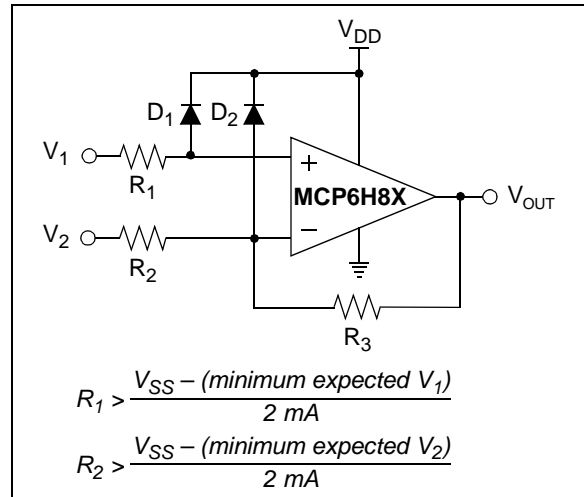 V_DD
D_1 D_2
V_1
R_1
+
MCP6H8X
V_OUT
V_2
−
R_2
R_3
R_1 > V_SS – (minimum expected V_1) / 2 mA
R_2 > V_SS – (minimum expected V_2) / 2 mA